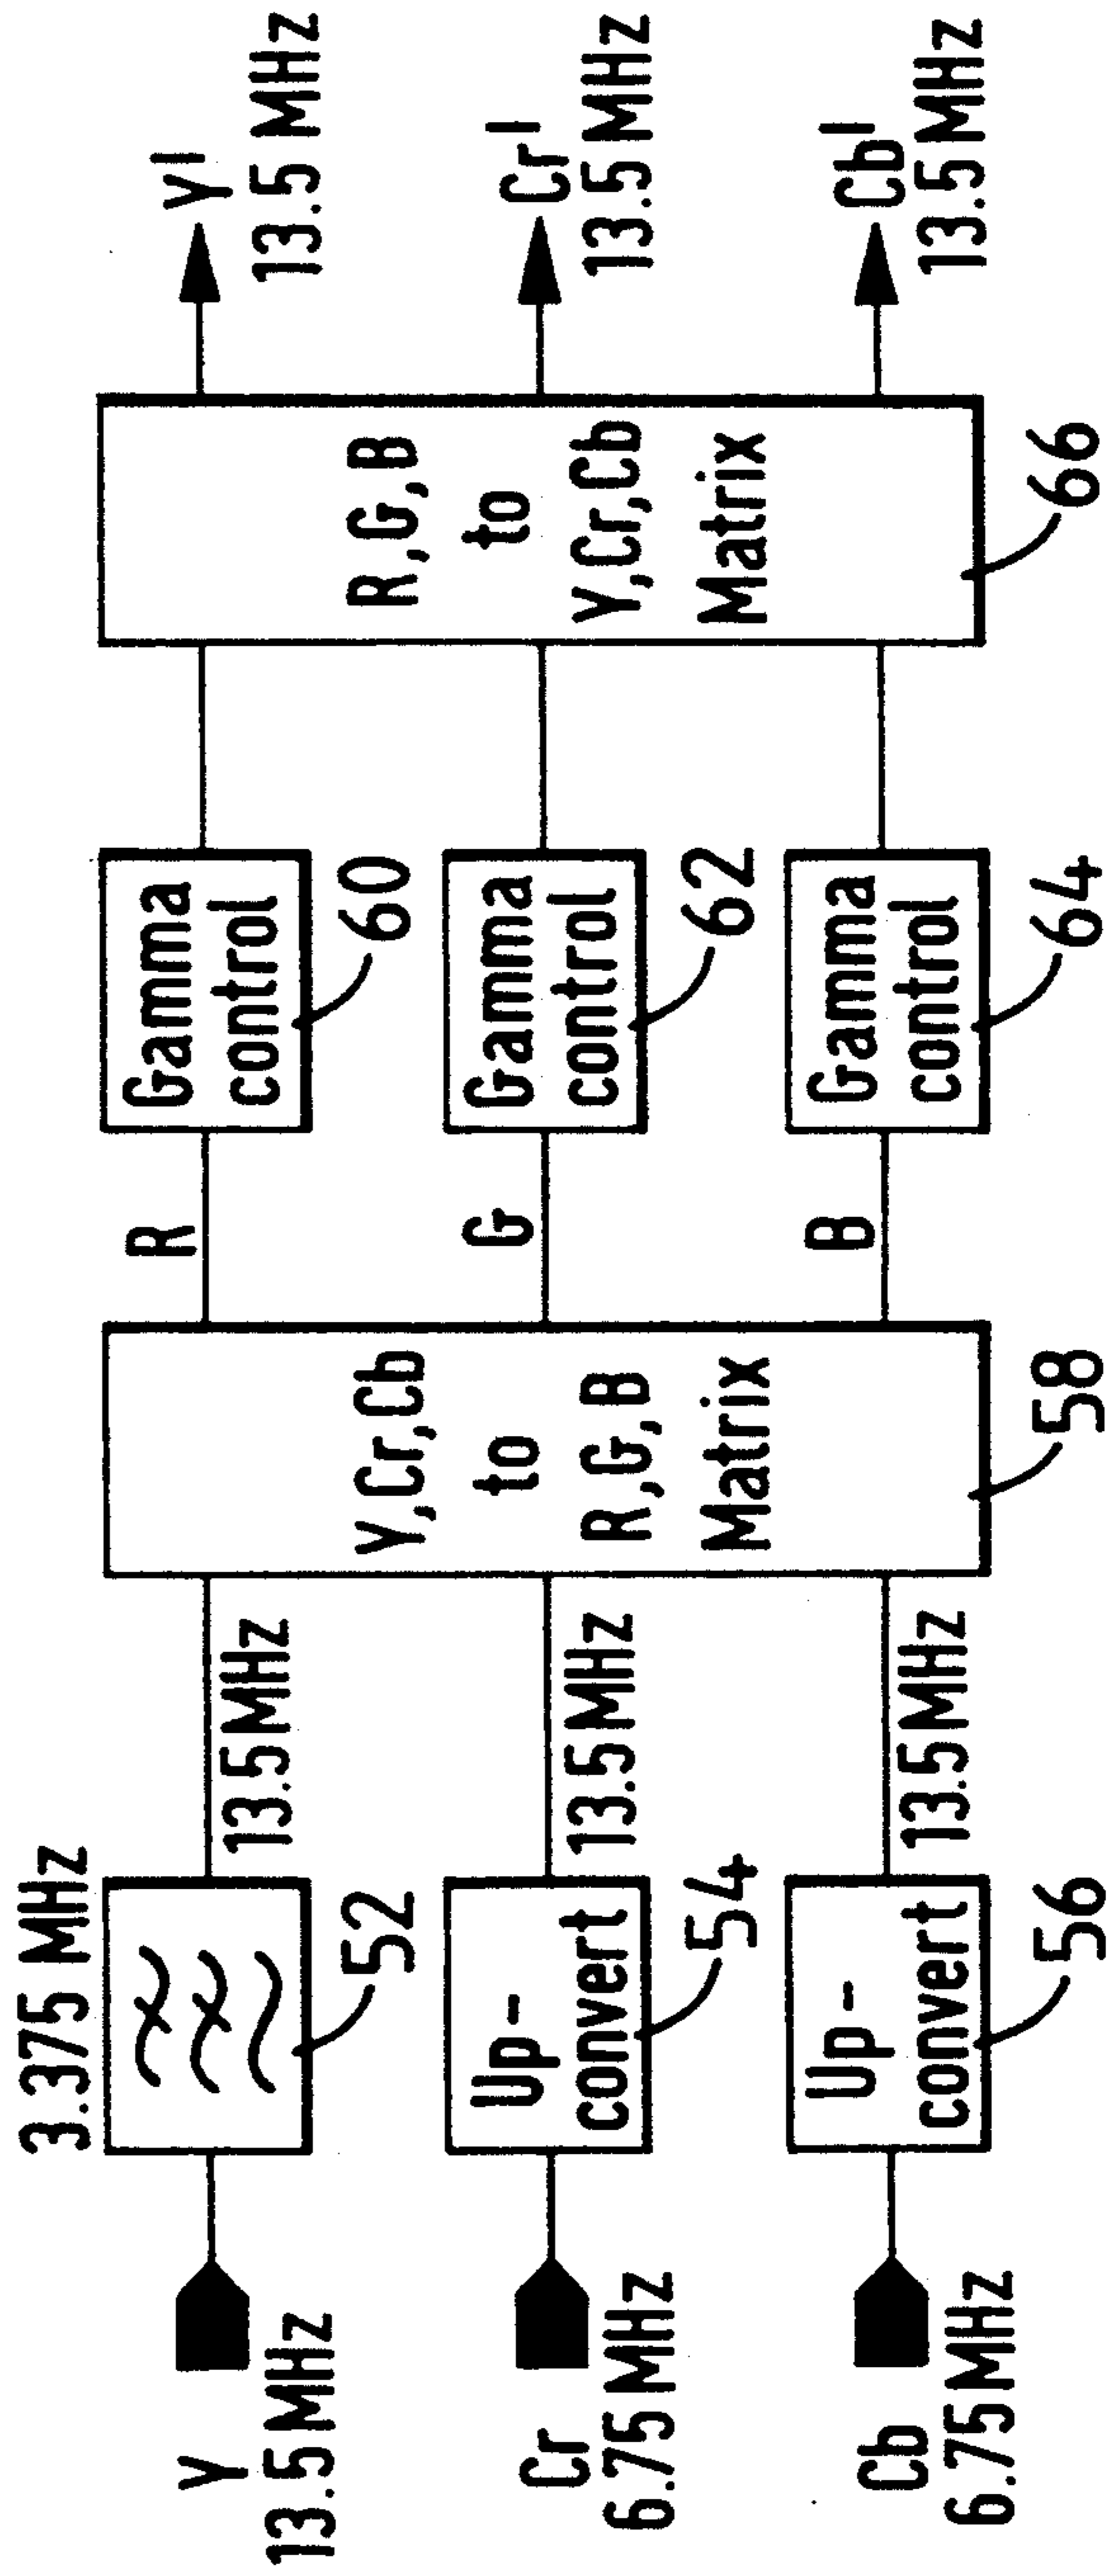 3.375 MHz
Y
13.5 MHz
52
13.5 MHz
Cr
6.75 MHz
Up-
convert
54
13.5 MHz
Cb
6.75 MHz
Up-
convert
56
13.5 MHz
Y,Cr,Cb
to
R,G,B
Matrix
58
R
Gamma
control
60
G
Gamma
control
62
B
Gamma
control
64
R,G,B
to
Y,Cr,Cb
Matrix
66
Y'
13.5 MHz
Cr'
13.5 MHz
Cb'
13.5 MHz